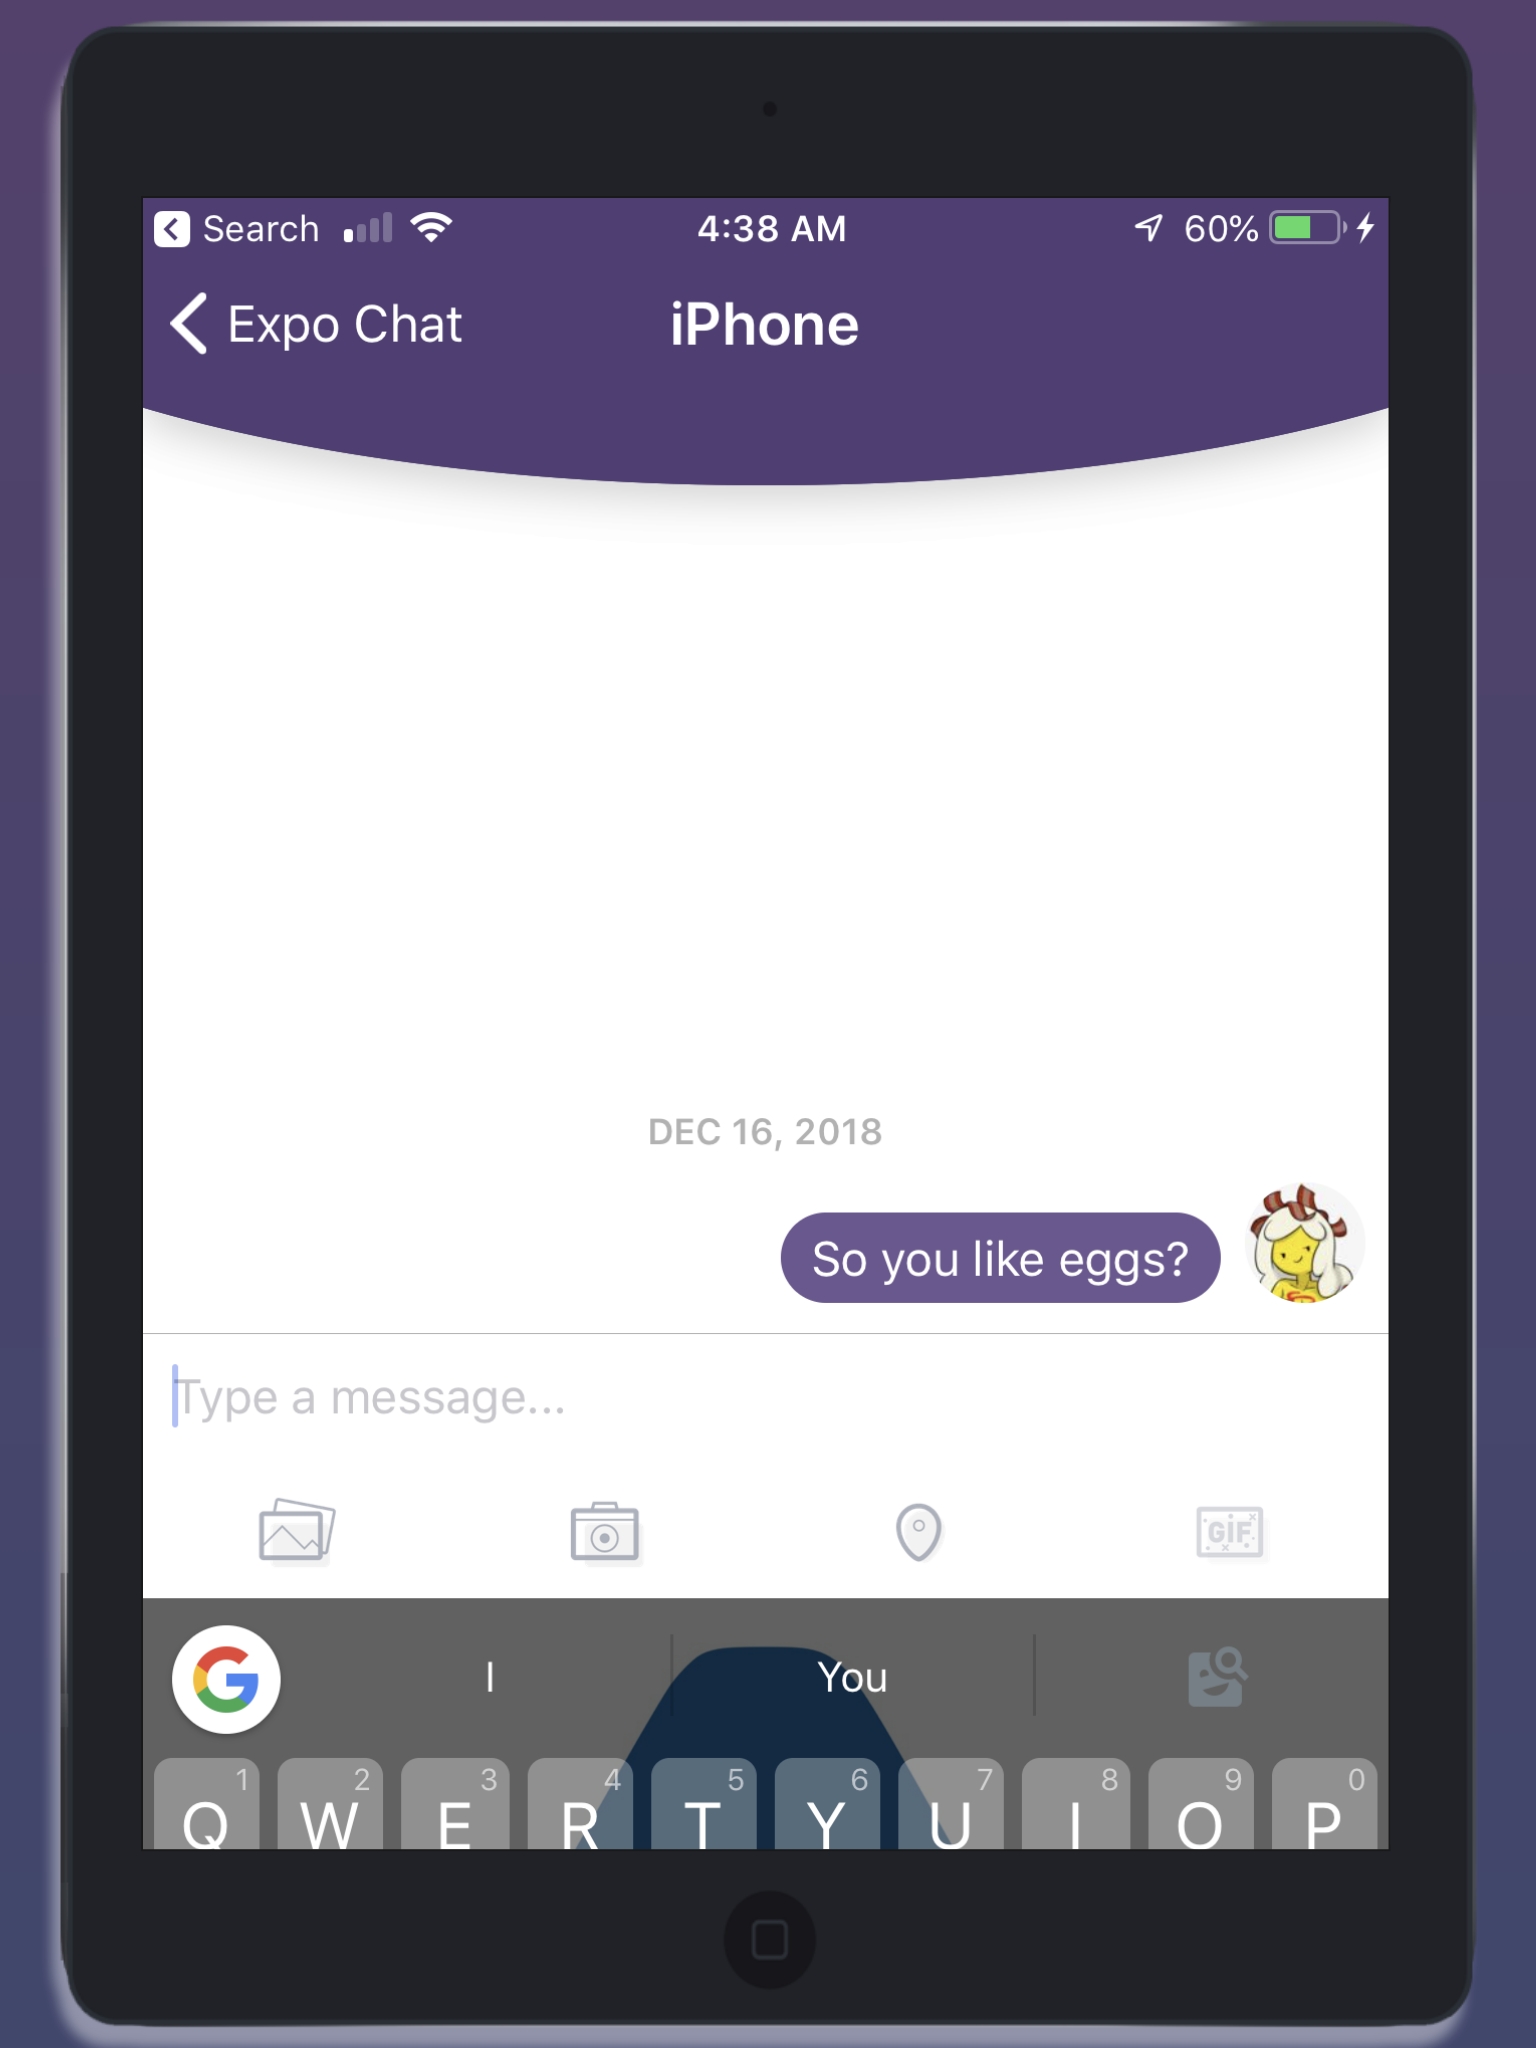 Search 4:38 AM 60%
Expo Chat iPhone
DEC 16, 2018
So you like eggs?
Type a message...
GIF
G I You
1 2 3 4 5 6 7 8 9 0
Q W E R T Y U I O P